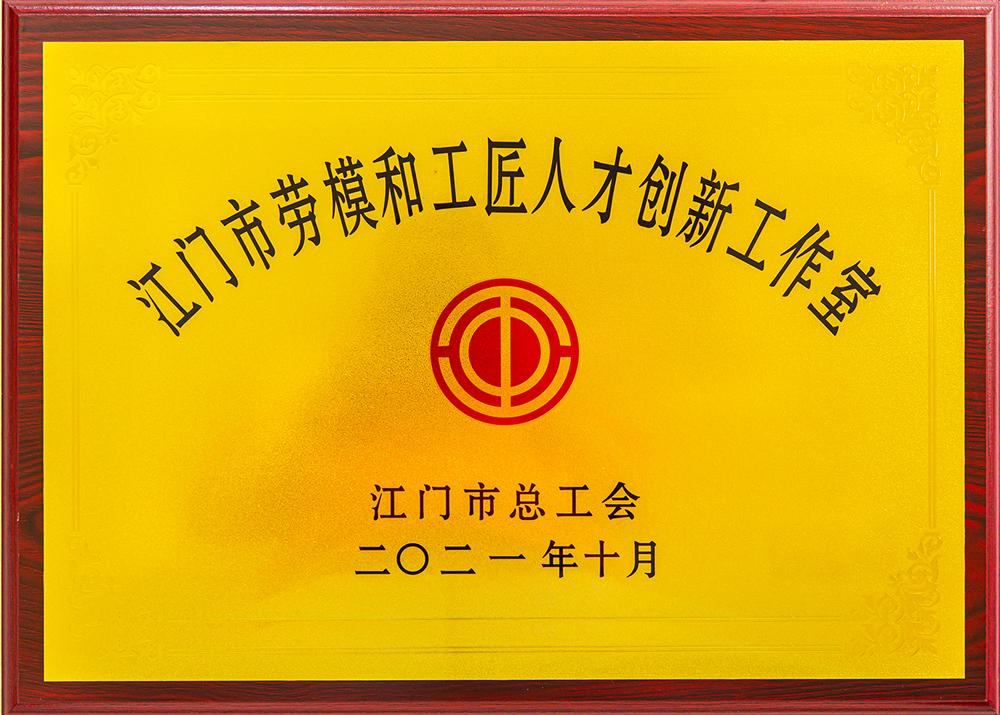 江门市劳模和工匠人才创新工作室
江门市总工会
二〇二一年十月